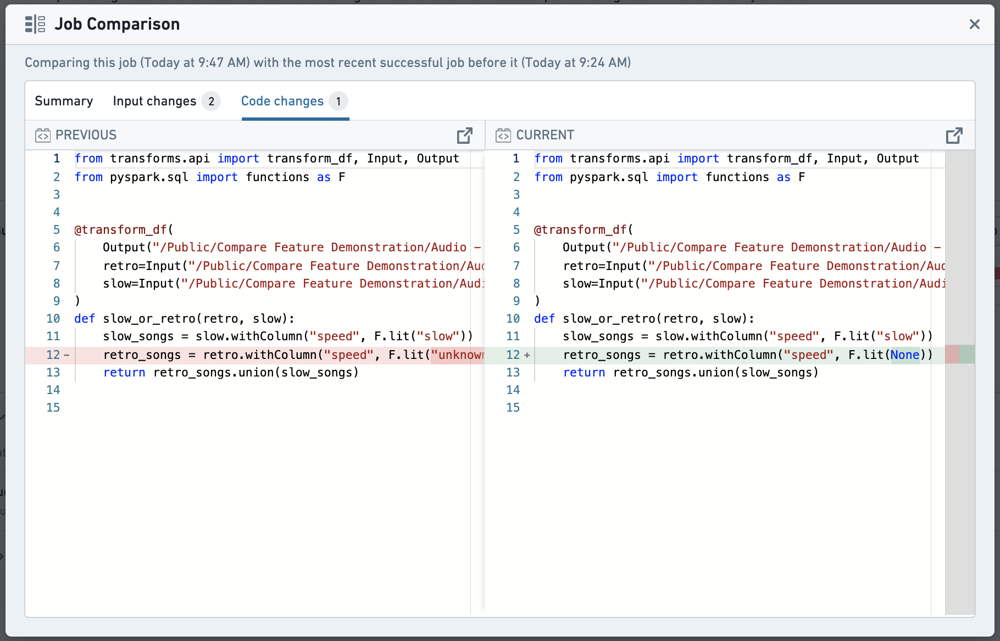 Job Comparison
Comparing this job (Today at 9:47 AM) with the most recent successful job before it (Today at 9:24 AM)
Summary Input changes 2 Code changes 1
PREVIOUS
1 from transforms.api import transform_df, Input, Output
2 from pyspark.sql import functions as F
3
4
5 @transform_df(
6 Output("/Public/Compare Feature Demonstration/Audio –
7 retro=Input("/Public/Compare Feature Demonstration/Aud
8 slow=Input("/Public/Compare Feature Demonstration/Audi
9 )
10 def slow_or_retro(retro, slow):
11 slow_songs = slow.withColumn("speed", F.lit("slow"))
12 – retro_songs = retro.withColumn("speed", F.lit("unknown
13 return retro_songs.union(slow_songs)
14
15
CURRENT
1 from transforms.api import transform_df, Input, Output
2 from pyspark.sql import functions as F
3
4
5 @transform_df(
6 Output("/Public/Compare Feature Demonstration/Audio –
7 retro=Input("/Public/Compare Feature Demonstration/Aud
8 slow=Input("/Public/Compare Feature Demonstration/Audi
9 )
10 def slow_or_retro(retro, slow):
11 slow_songs = slow.withColumn("speed", F.lit("slow"))
12 + retro_songs = retro.withColumn("speed", F.lit(None))
13 return retro_songs.union(slow_songs)
14
15